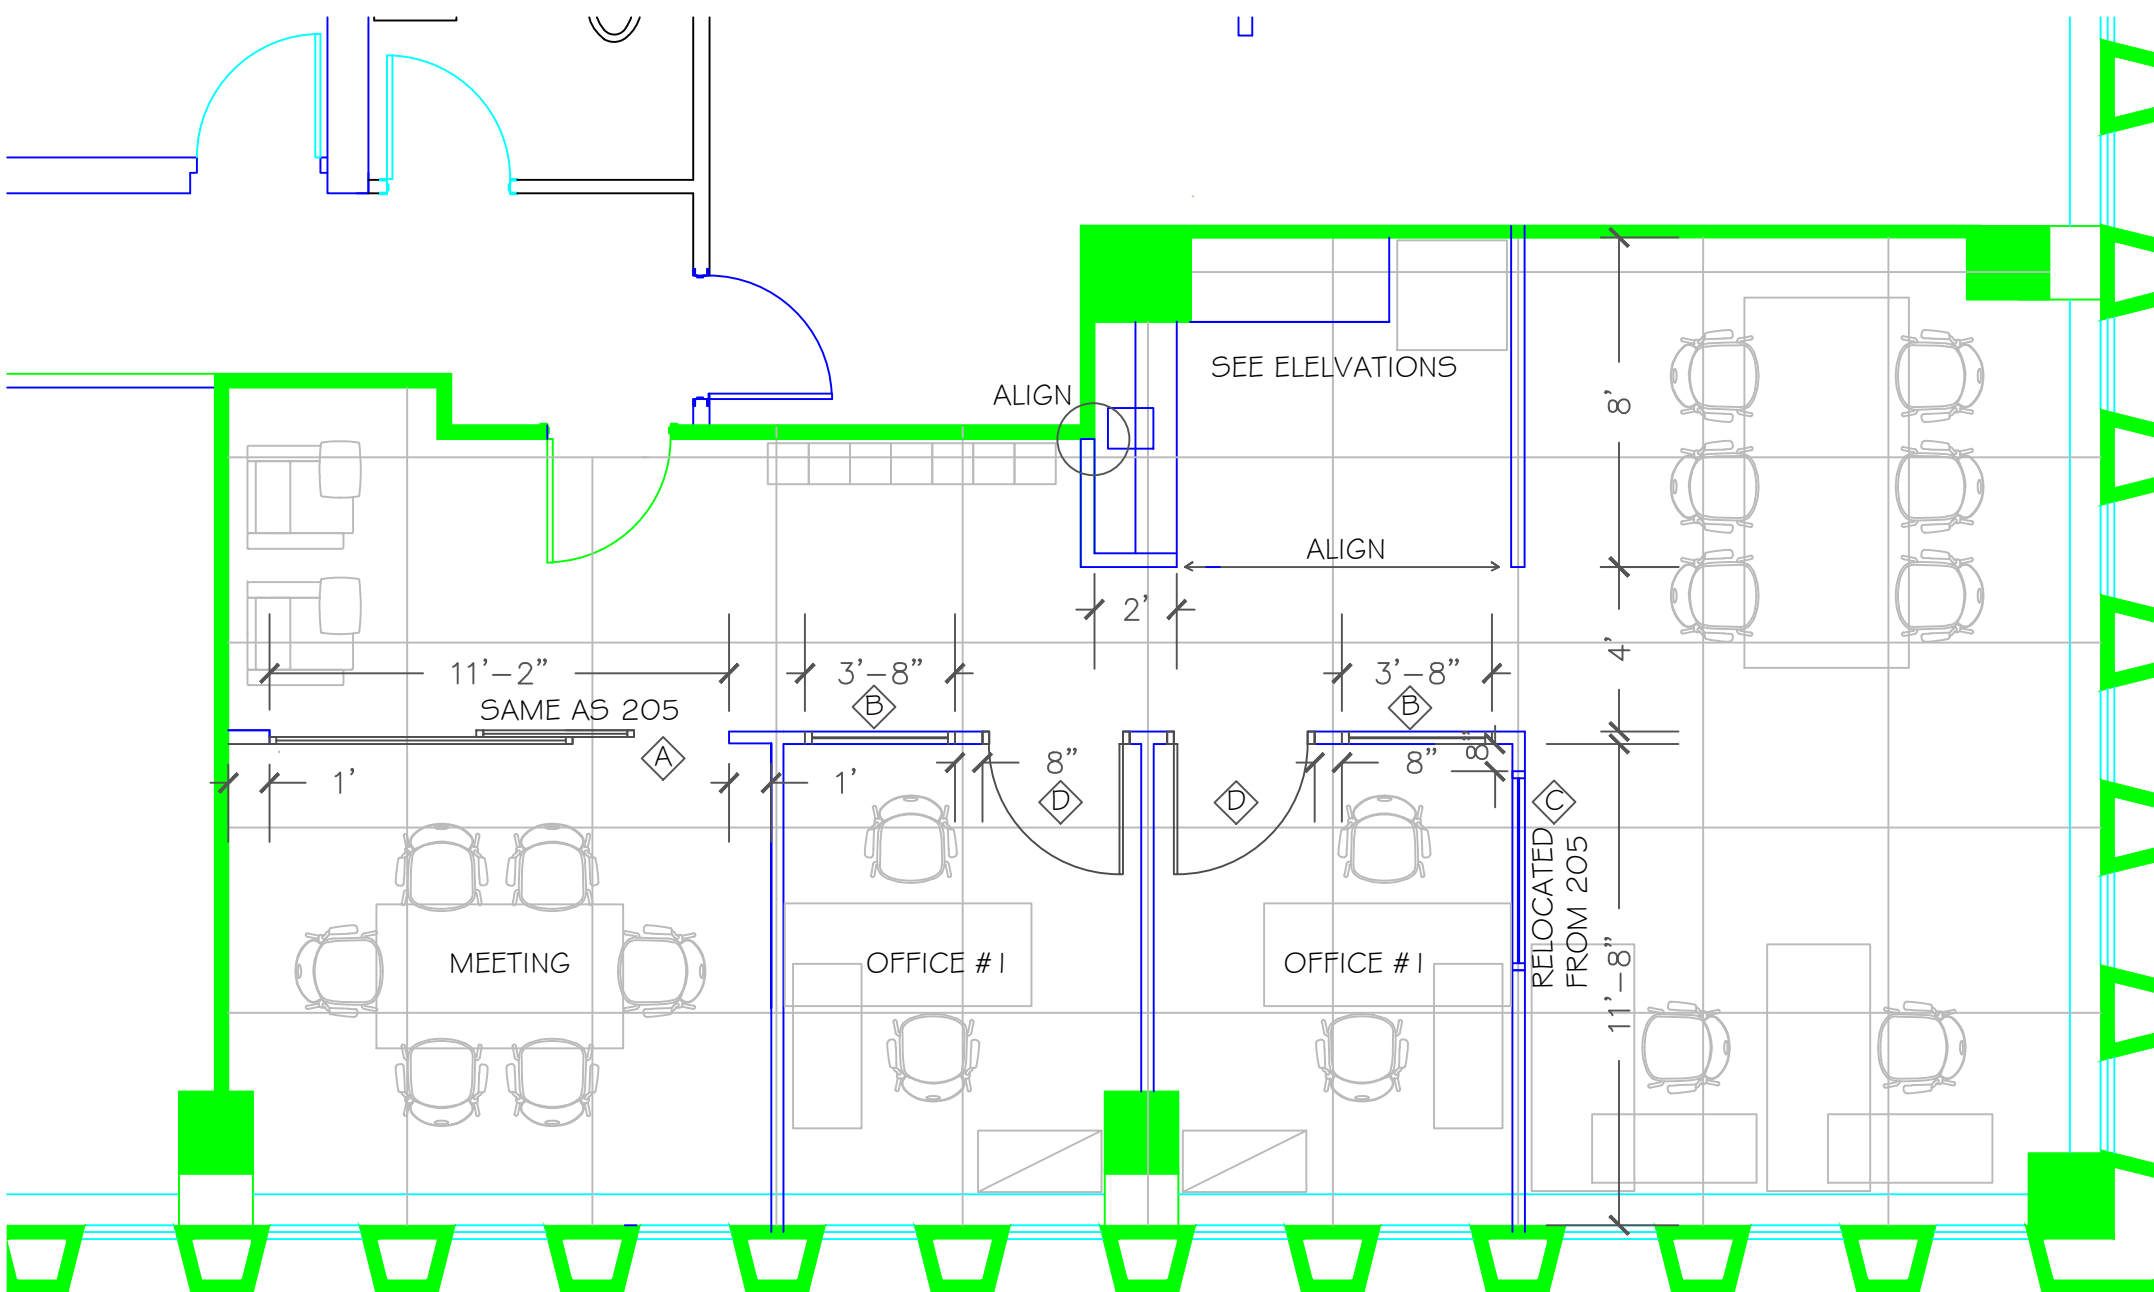 ALIGN
SEE ELELVATIONS
8'
ALIGN
2'
4'
11'-2"
3'-8"
3'-8"
SAME AS 205
B
B
A
8"
8"
8"
1'
1'
D
D
C
RELOCATED
FROM 205
MEETING
OFFICE #1
OFFICE #1
11'-8"